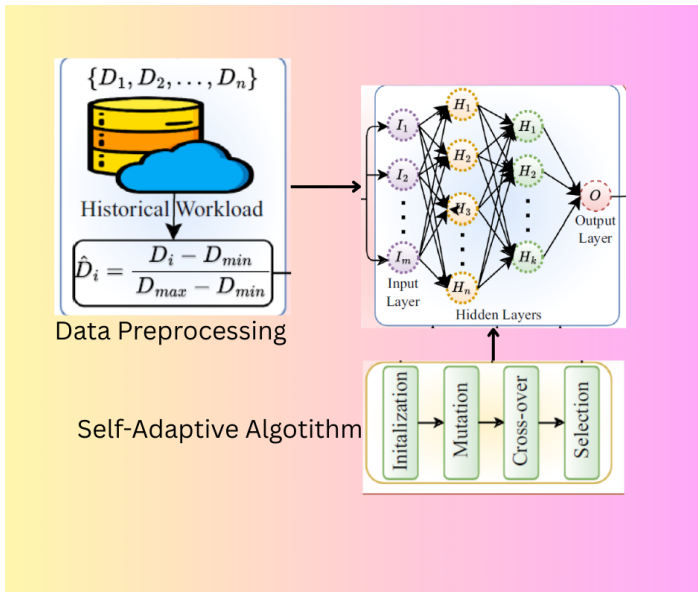 {D₁, D₂, . . . , Dₙ}
Historical Workload
D̂ᵢ = (Dᵢ − Dₘᵢₙ) / (Dₘₐₓ − Dₘᵢₙ)
Data Preprocessing
I₁
I₂
Iₘ
Input
Layer
H₁
H₂
H₃
Hₙ
H₁
H₂
Hₖ
Hidden Layers
O
Output
Layer
Self-Adaptive Algotithm
Initalization
Mutation
Cross-over
Selection